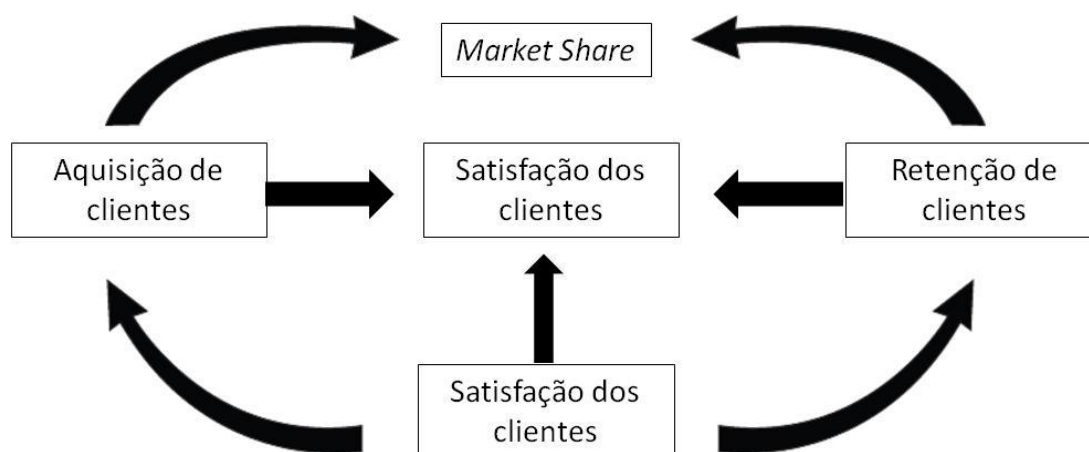 Market Share
Aquisição de
clientes
Satisfação dos
clientes
Retenção de
clientes
Satisfação dos
clientes